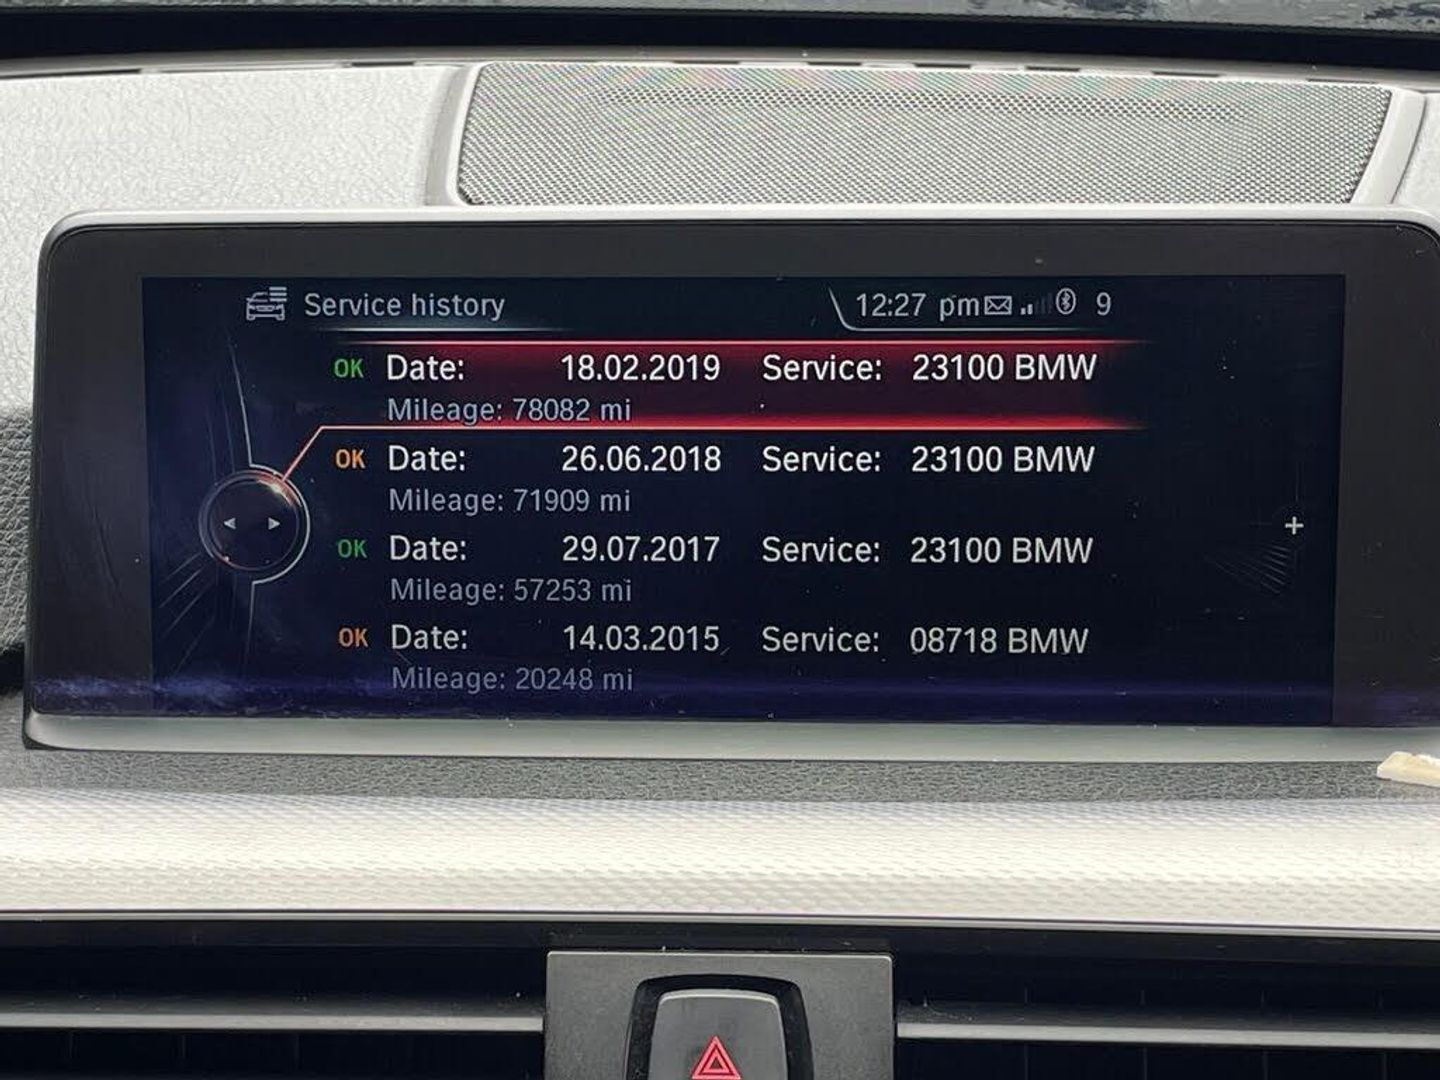 Service history 12:27 pm 9
OK Date: 18.02.2019 Service: 23100 BMW
Mileage: 78082 mi
OK Date: 26.06.2018 Service: 23100 BMW
Mileage: 71909 mi
OK Date: 29.07.2017 Service: 23100 BMW
Mileage: 57253 mi
OK Date: 14.03.2015 Service: 08718 BMW
Mileage: 20248 mi